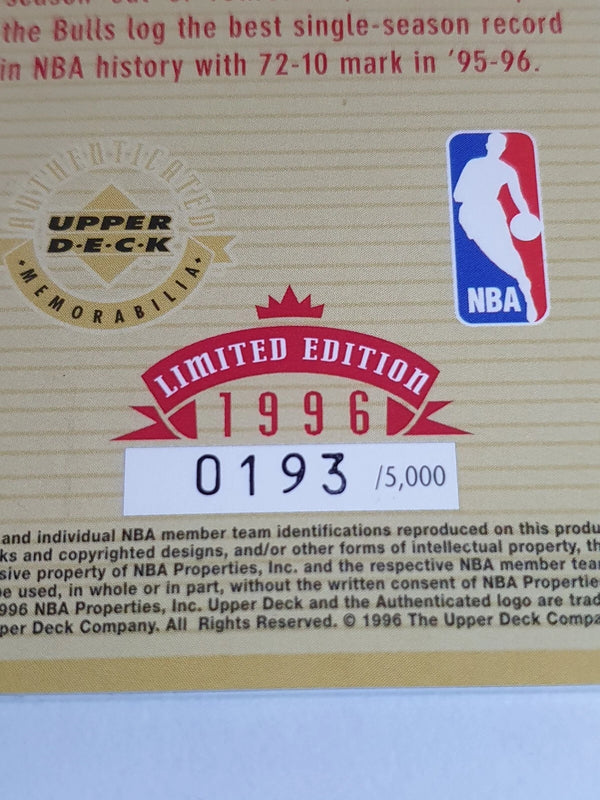 the Bulls log the best single-season record
in NBA history with 72-10 mark in '95-96.
AUTHENTICATED
UPPER
D·E·C·K
·MEMORABILIA·
NBA
LIMITED EDITION
1996
0193 /5,000
and individual NBA member team identifications reproduced on this produ
ks and copyrighted designs, and/or other forms of intellectual property, th
sive property of NBA Properties, Inc. and the respective NBA member tea
be used, in whole or in part, without the written consent of NBA Propertie
996 NBA Properties, Inc. Upper Deck and the Authenticated logo are trad
per Deck Company. All Rights Reserved. © 1996 The Upper Deck Compa